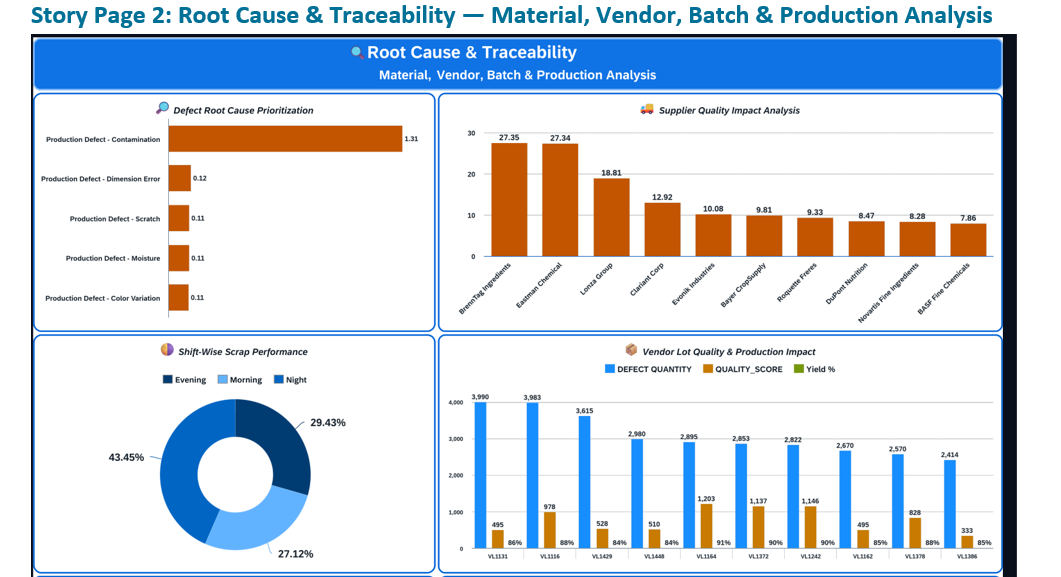 Story Page 2: Root Cause & Traceability — Material, Vendor, Batch & Production Analysis
Root Cause & Traceability
Material, Vendor, Batch & Production Analysis
Defect Root Cause Prioritization
Production Defect - Contamination 1.31
Production Defect - Dimension Error 0.12
Production Defect - Scratch 0.11
Production Defect - Moisture 0.11
Production Defect - Color Variation 0.11
Supplier Quality Impact Analysis
30
20
10
0
27.35 27.34 18.81 12.92 10.08 9.81 9.33 8.47 8.28 7.86
BrennTag Ingredients
Eastman Chemical
Lonza Group
Clariant Corp
Evonik Industries
Bayer CropSupply
Roquette Freres
DuPont Nutrition
Novartis Fine Ingredients
BASF Fine Chemicals
Shift-Wise Scrap Performance
Evening Morning Night
29.43%
43.45%
27.12%
Vendor Lot Quality & Production Impact
DEFECT QUANTITY QUALITY_SCORE Yield %
4,000
3,000
2,000
1,000
0
3,990 495 86%
3,983 978 88%
3,615 528 84%
2,980 510 84%
2,895 1,203 91%
2,853 1,137 90%
2,822 1,146 90%
2,670 495 85%
2,570 828 88%
2,414 333 85%
VL1131 VL1116 VL1429 VL1448 VL1164 VL1372 VL1242 VL1162 VL1378 VL1386